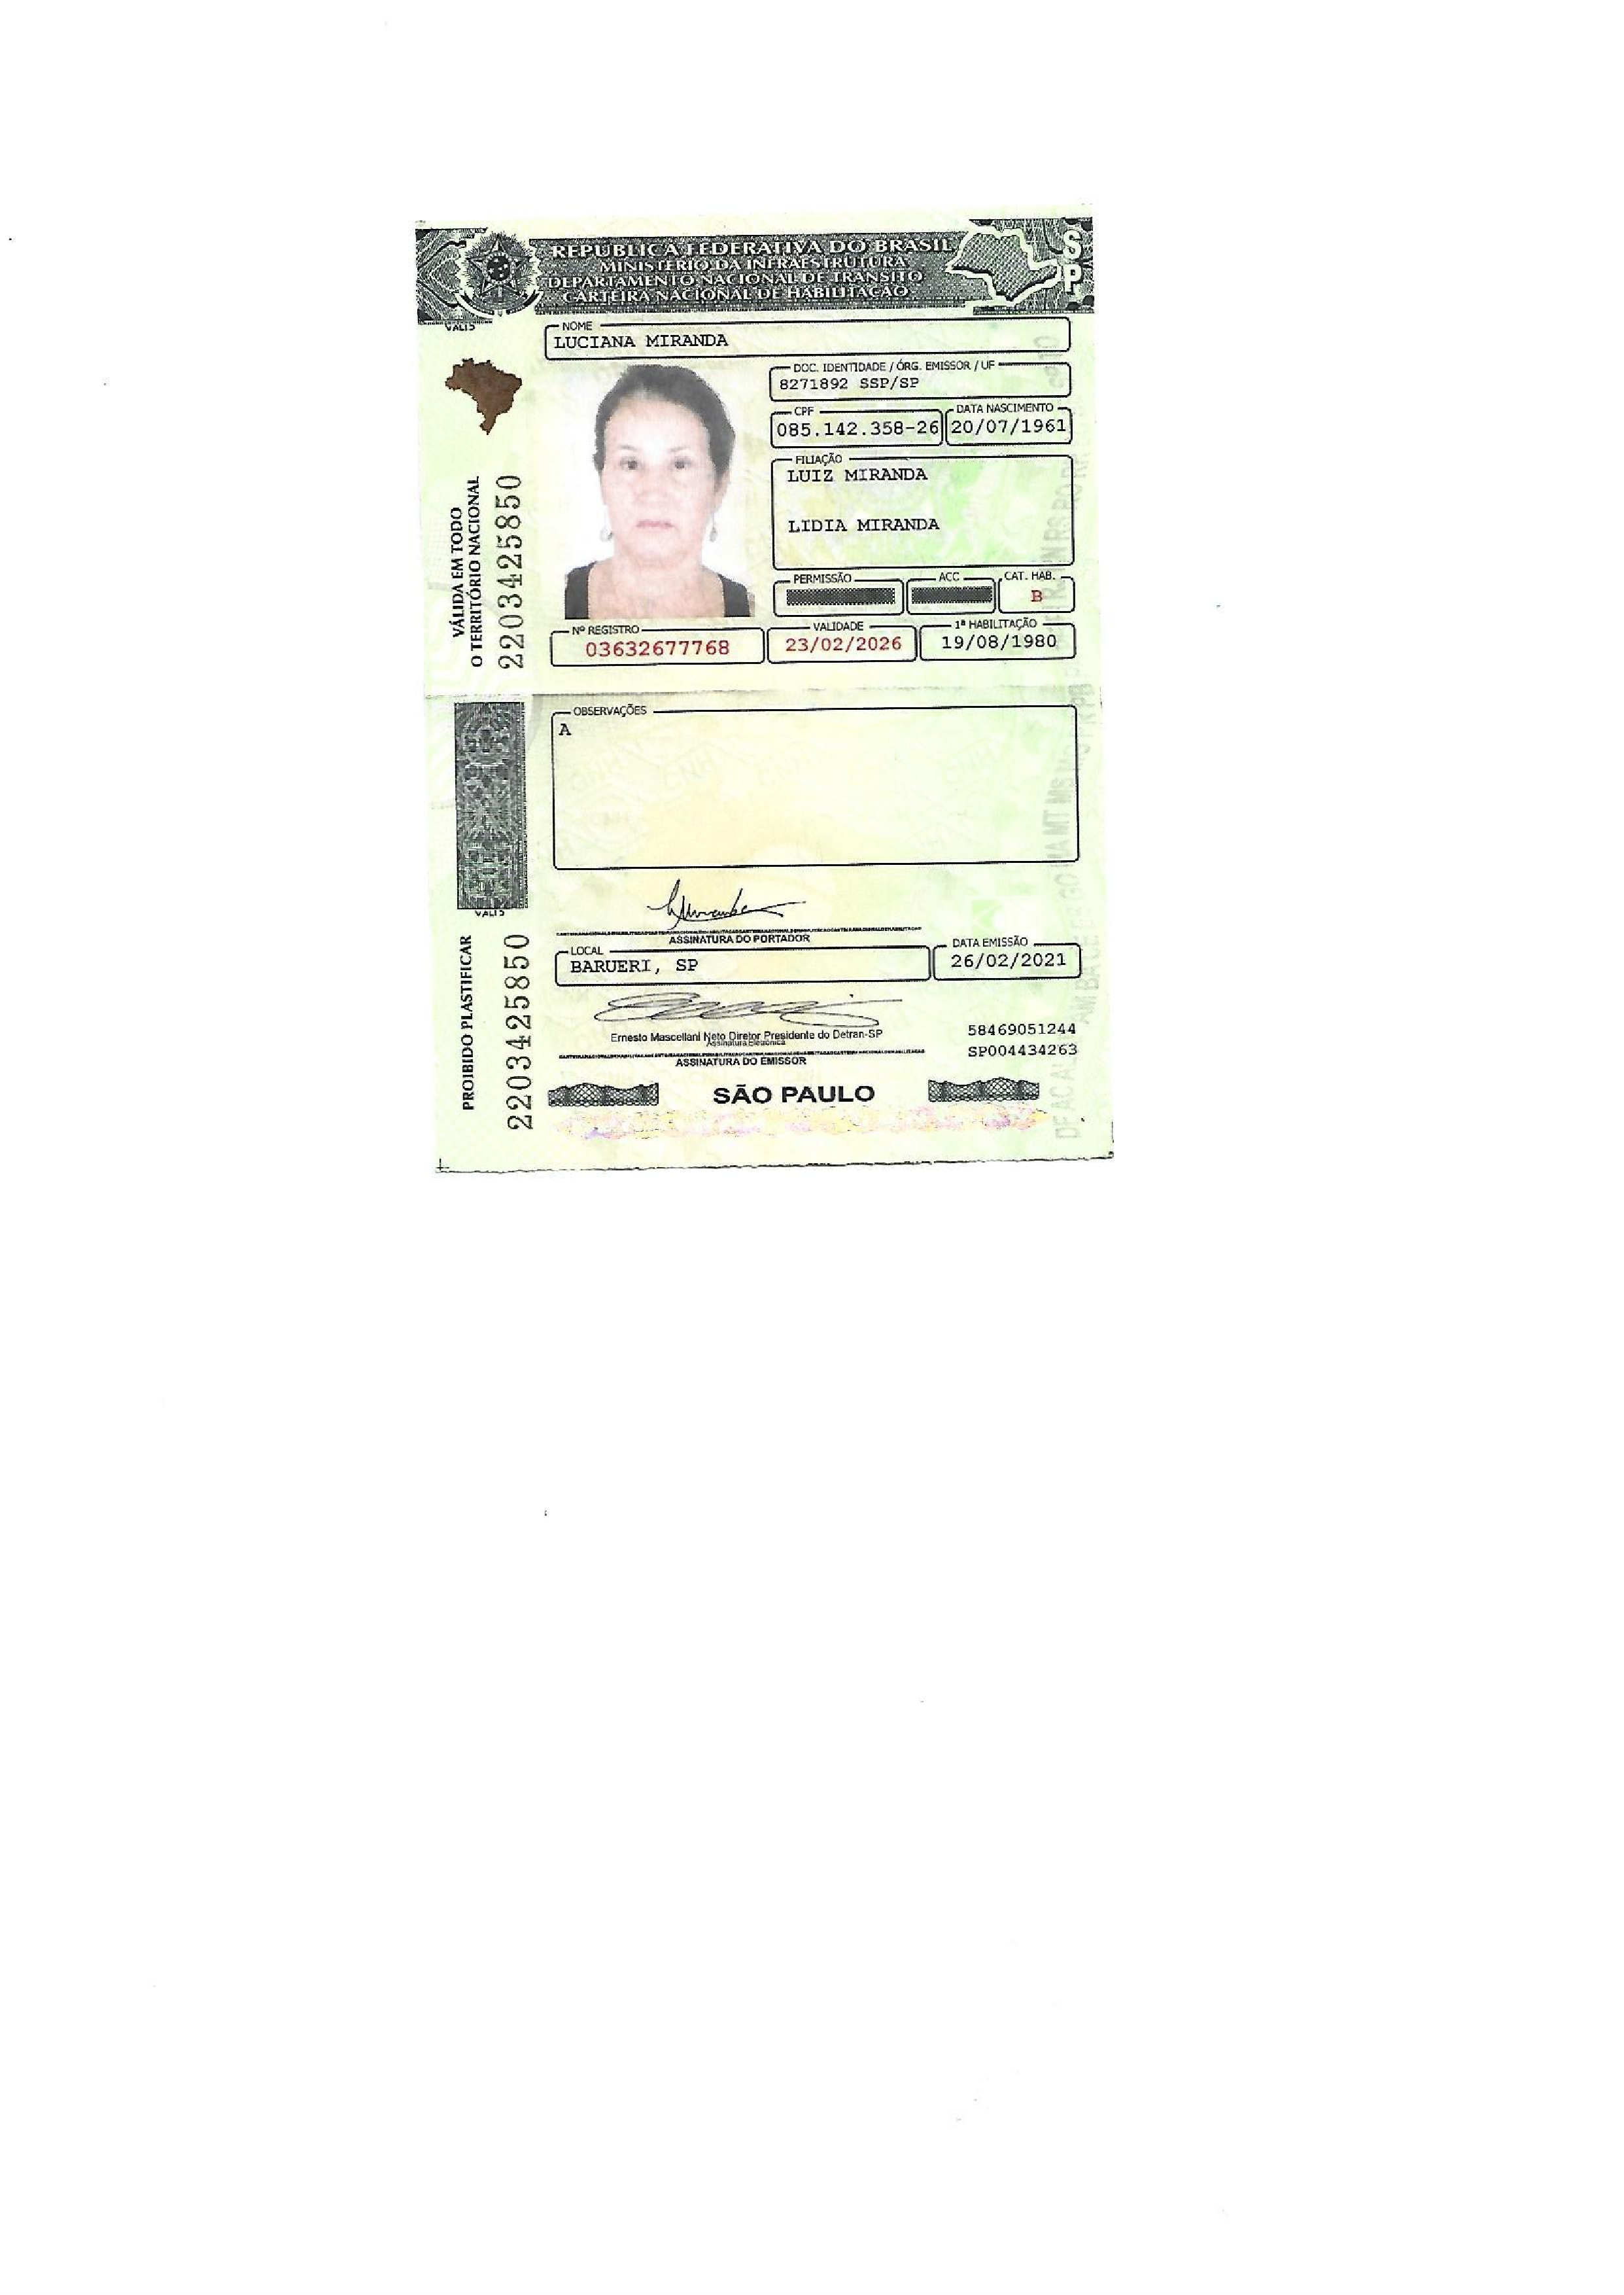 REPÚBLICA FEDERATIVA DO BRASIL
MINISTÉRIO DA INFRAESTRUTURA
DEPARTAMENTO NACIONAL DE TRÂNSITO
CARTEIRA NACIONAL DE HABILITAÇÃO
SP
NOME
LUCIANA MIRANDA
DOC. IDENTIDADE / ÓRG. EMISSOR / UF
8271892 SSP/SP
CPF
085.142.358-26
DATA NASCIMENTO
20/07/1961
FILIAÇÃO
LUIZ MIRANDA
LIDIA MIRANDA
PERMISSÃO
ACC
CAT. HAB.
B
Nº REGISTRO
03632677768
VALIDADE
23/02/2026
1ª HABILITAÇÃO
19/08/1980
VÁLIDA EM TODO
O TERRITÓRIO NACIONAL
2203425850
OBSERVAÇÕES
A
ASSINATURA DO PORTADOR
LOCAL
BARUERI, SP
DATA EMISSÃO
26/02/2021
Ernesto Mascellani Neto Diretor Presidente do Detran-SP
Assinatura Eletrônica
ASSINATURA DO EMISSOR
58469051244
SP004434263
SÃO PAULO
PROIBIDO PLASTIFICAR
2203425850